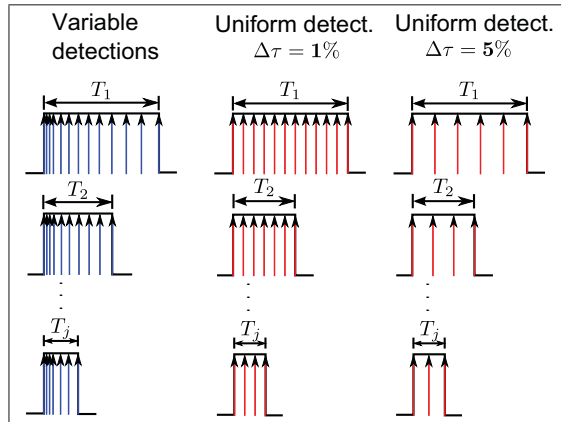 Variable detections
Uniform detect. Δτ = 1%
Uniform detect. Δτ = 5%
T₁ T₁ T₁
T₂ T₂ T₂
Tⱼ Tⱼ Tⱼ